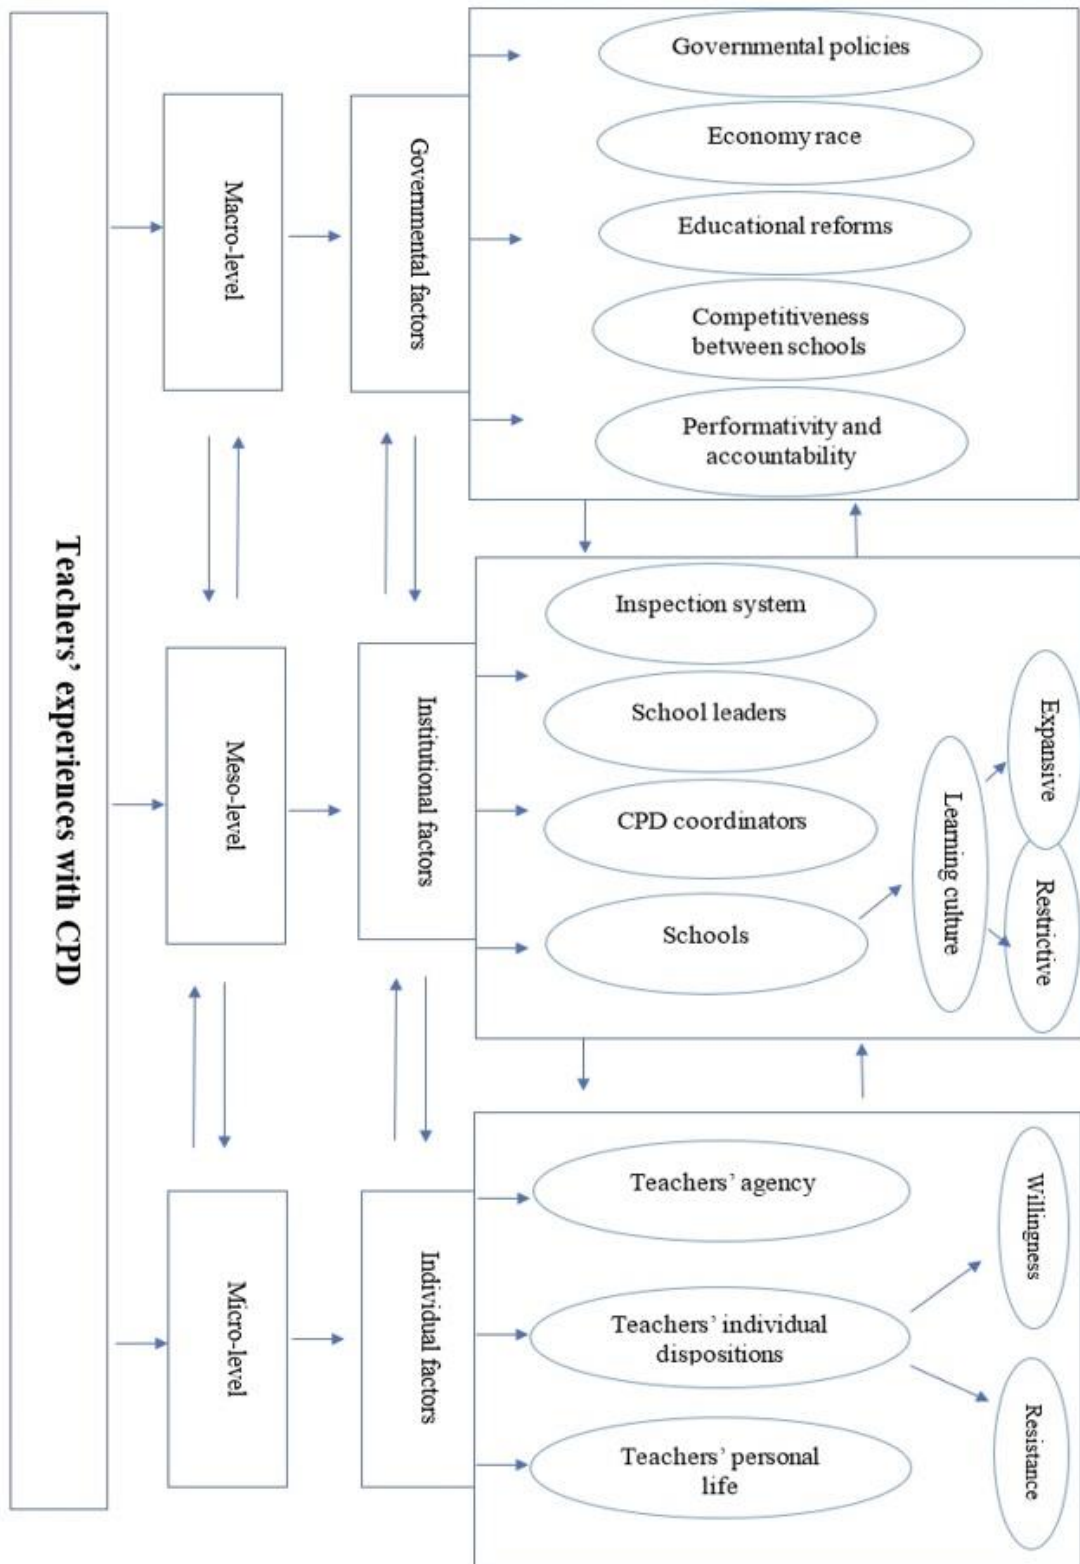 Teachers’ experiences with CPD
Macro-level
Governmental factors
Governmental policies
Economy race
Educational reforms
Competitiveness
between schools
Performativity and
accountability
Meso-level
Institutional factors
Inspection system
School leaders
CPD coordinators
Schools
Learning culture
Expansive
Restrictive
Micro-level
Individual factors
Teachers’ agency
Teachers’ individual
dispositions
Willingness
Resistance
Teachers’ personal
life